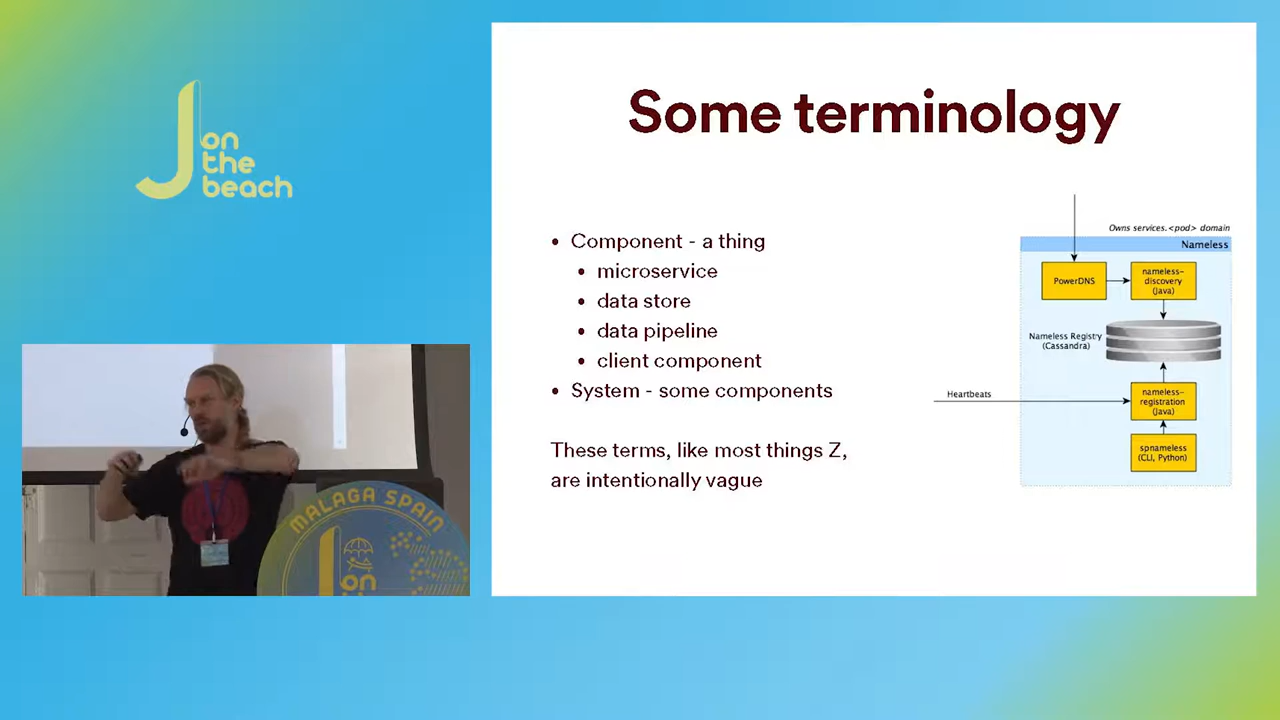 J on
the
beach
Some terminology
• Component - a thing
• microservice
• data store
• data pipeline
• client component
• System - some components
These terms, like most things Z,
are intentionally vague
Owns services.<pod> domain
Nameless
PowerDNS
nameless-
discovery
(Java)
Nameless Registry
(Cassandra)
Heartbeats
nameless-
registration
(Java)
spnameless
(CLI, Python)
MALAGA SPAIN
J on